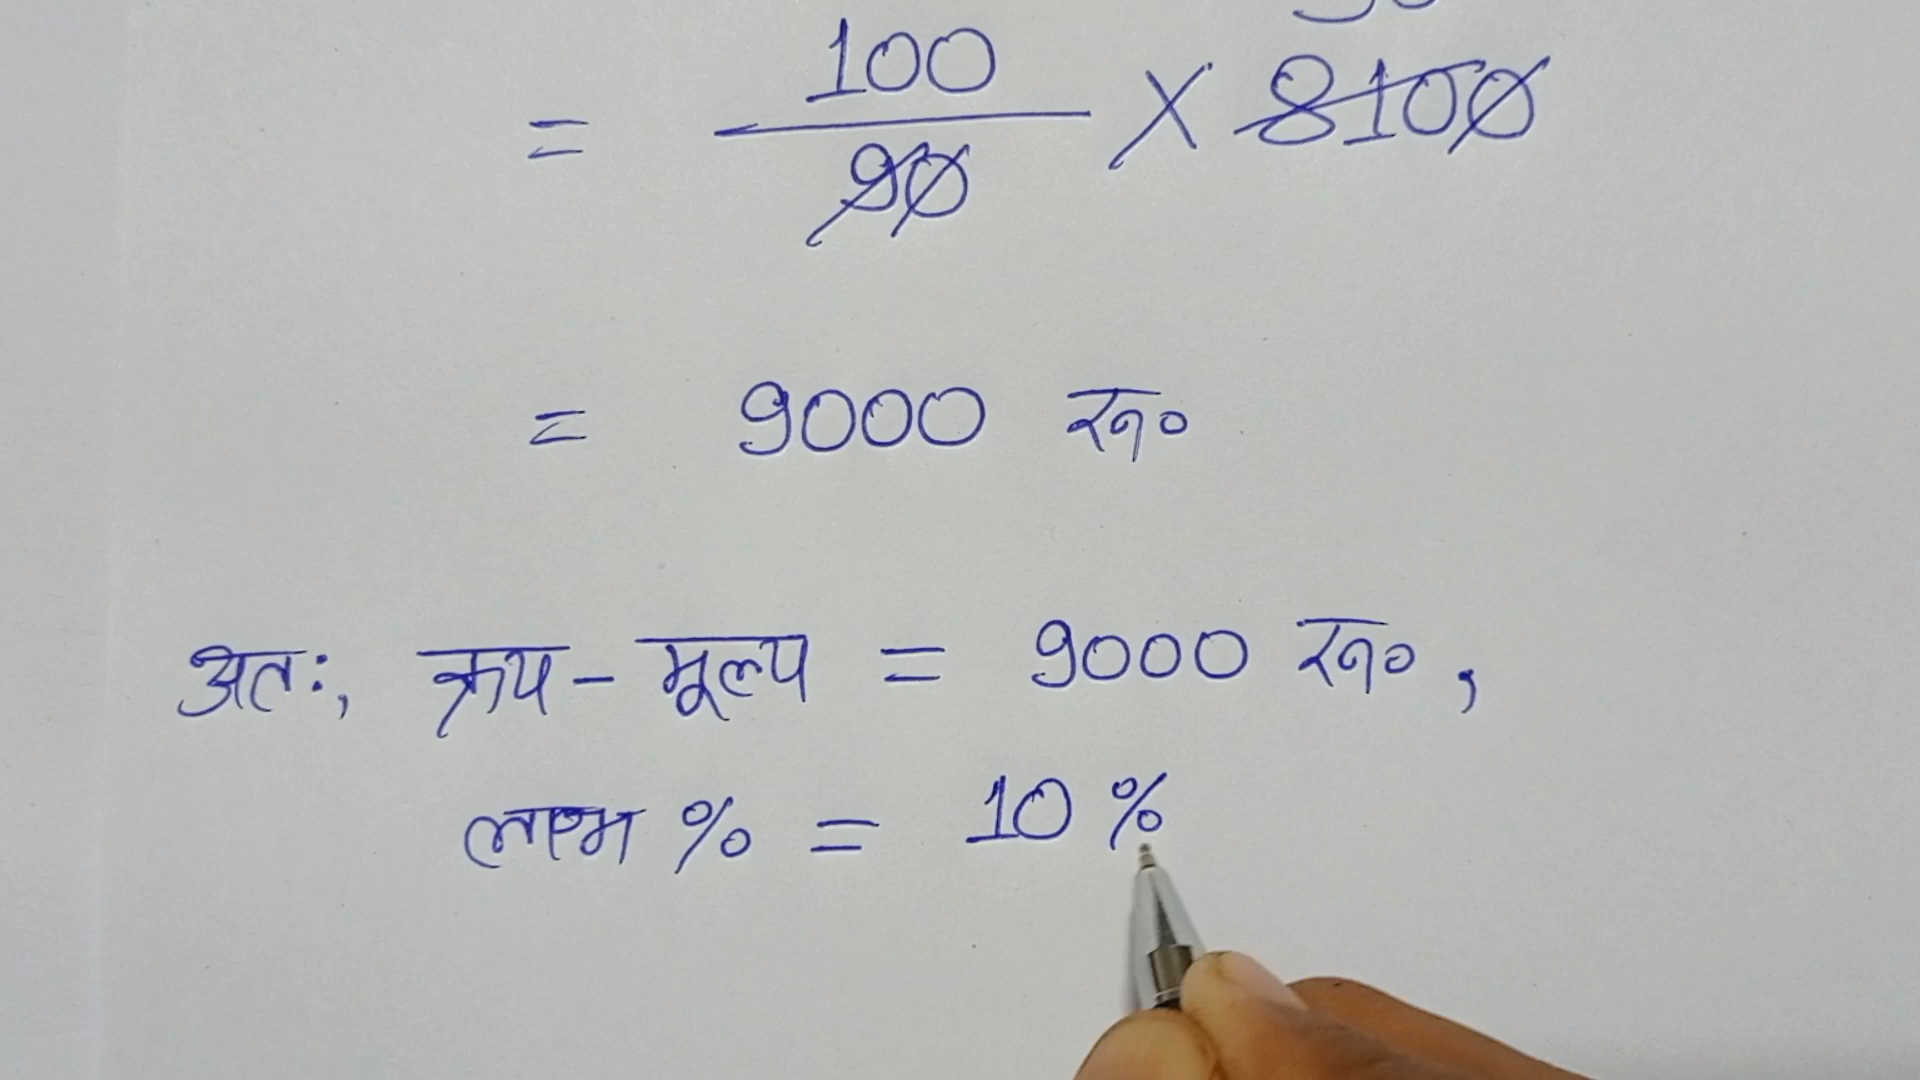 = 100/90 × 8100
= 9000 रू०
अतः, क्रय-मूल्य = 9000 रू०,
लाभ % = 10 %